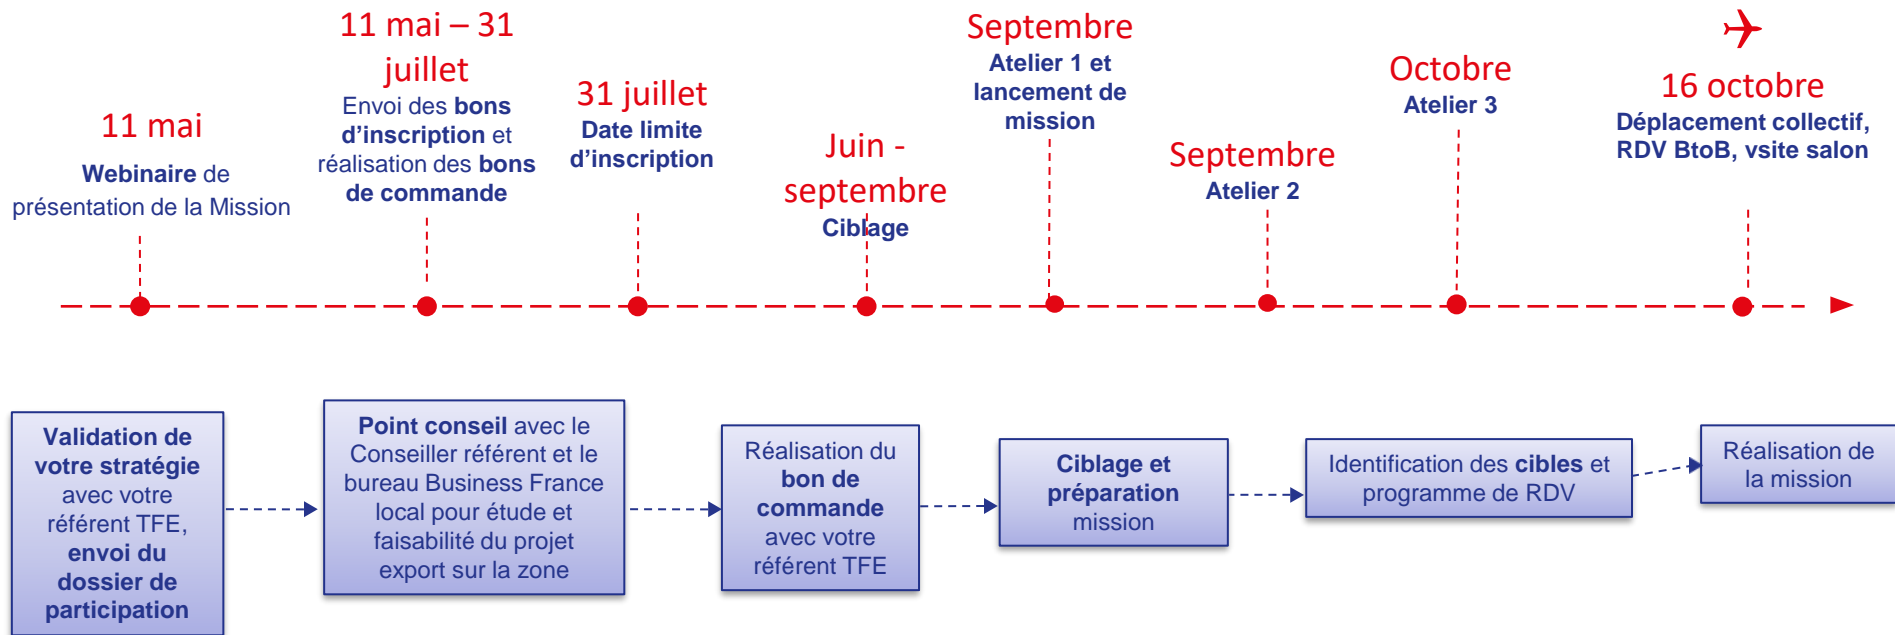 11 mai
Webinaire de
présentation de la Mission
11 mai – 31
juillet
Envoi des bons
d’inscription et
réalisation des bons
de commande
31 juillet
Date limite
d’inscription
Juin -
septembre
Ciblage
Septembre
Atelier 1 et
lancement de
mission
Septembre
Atelier 2
Octobre
Atelier 3
16 octobre
Déplacement collectif,
RDV BtoB, vsite salon
Validation de
votre stratégie
avec votre
référent TFE,
envoi du
dossier de
participation
Point conseil avec le
Conseiller référent et le
bureau Business France
local pour étude et
faisabilité du projet
export sur la zone
Réalisation du
bon de
commande
avec votre
référent TFE
Ciblage et
préparation
mission
Identification des cibles et
programme de RDV
Réalisation de
la mission